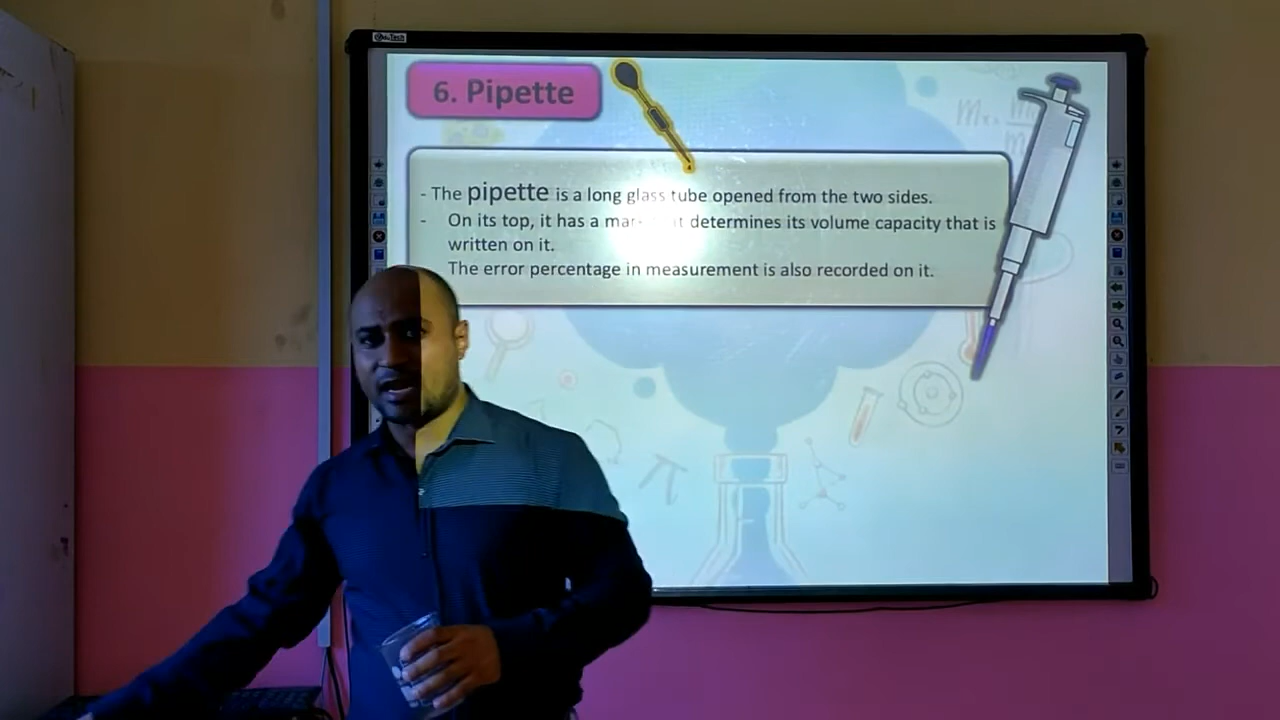 EduTech
6. Pipette
- The pipette is a long glass tube opened from the two sides.
- On its top, it has a determines its volume capacity that is
written on it.
The error percentage in measurement is also recorded on it.